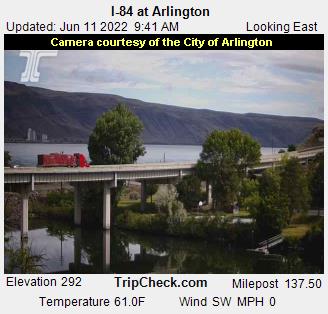 I-84 at Arlington
Updated: Jun 11 2022 9:41 AM Looking East
Camera courtesy of the City of Arlington
Elevation 292 TripCheck.com Milepost 137.50
Temperature 61.0F Wind SW MPH 0